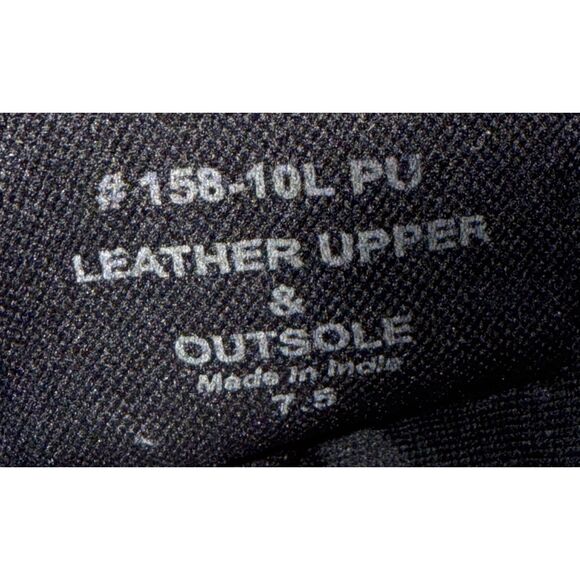 # 158-10L PU
LEATHER UPPER
&
OUTSOLE
Made in India
7.5